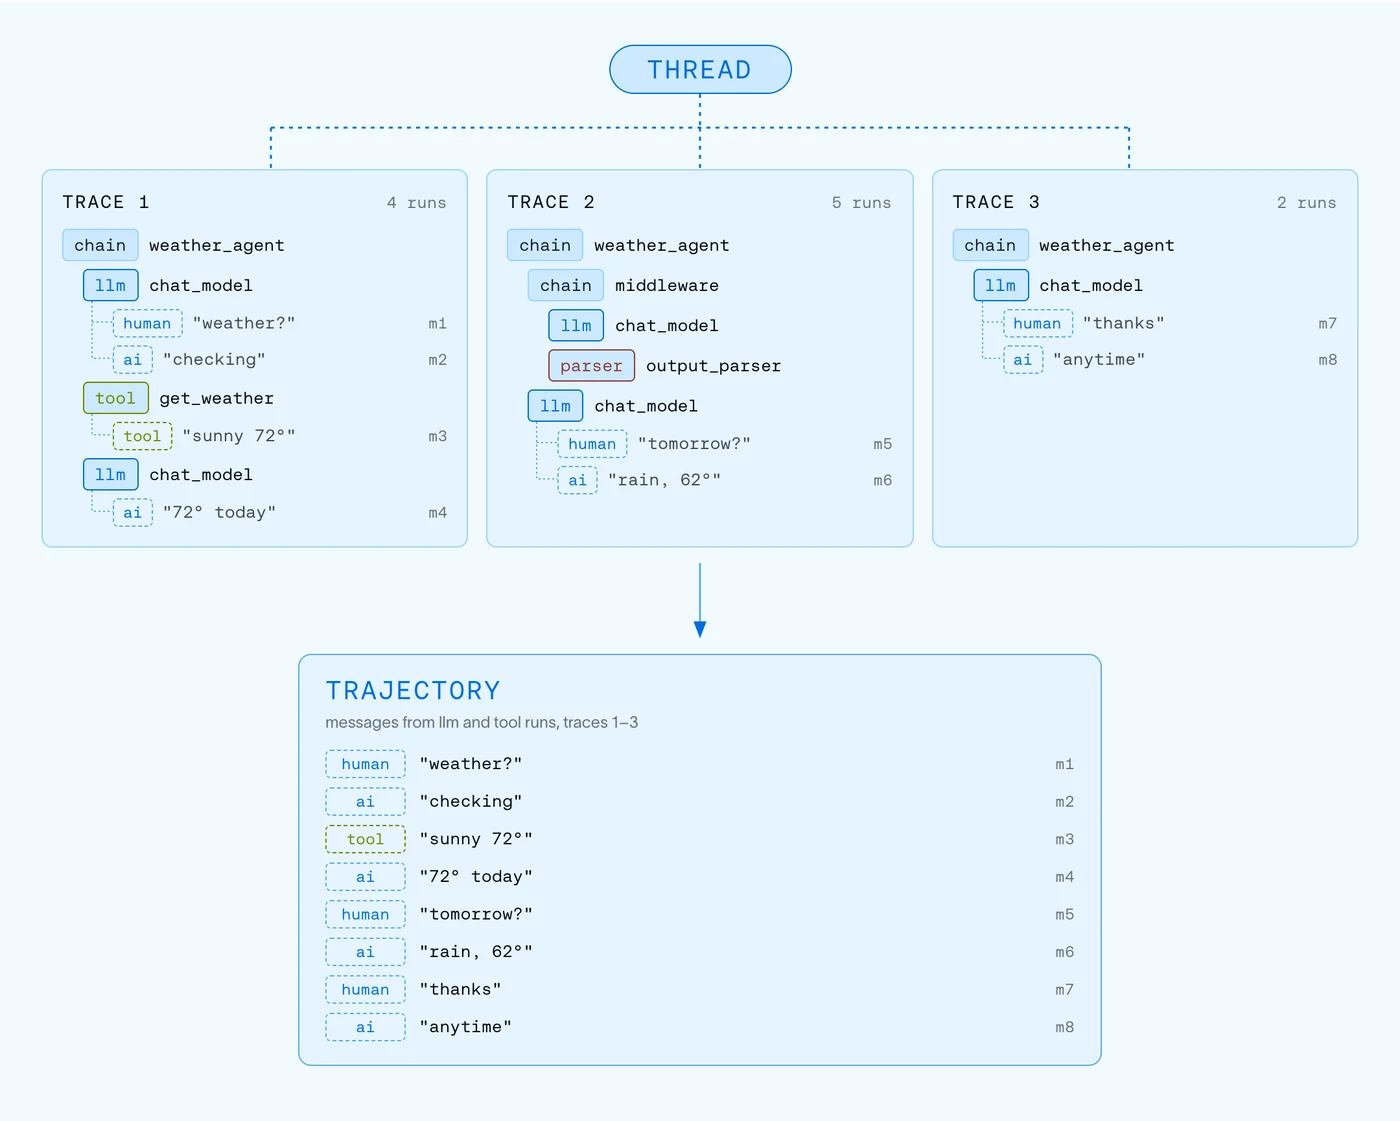 THREAD
TRACE 1 4 runs
chain weather_agent
llm chat_model
human "weather?" m1
ai "checking" m2
tool get_weather
tool "sunny 72°" m3
llm chat_model
ai "72° today" m4
TRACE 2 5 runs
chain weather_agent
chain middleware
llm chat_model
parser output_parser
llm chat_model
human "tomorrow?" m5
ai "rain, 62°" m6
TRACE 3 2 runs
chain weather_agent
llm chat_model
human "thanks" m7
ai "anytime" m8
TRAJECTORY
messages from llm and tool runs, traces 1–3
human "weather?" m1
ai "checking" m2
tool "sunny 72°" m3
ai "72° today" m4
human "tomorrow?" m5
ai "rain, 62°" m6
human "thanks" m7
ai "anytime" m8